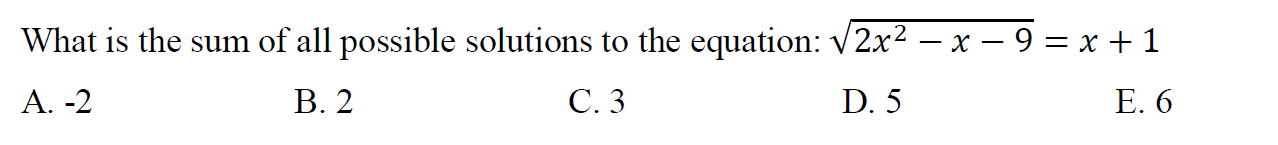 What is the sum of all possible solutions to the equation: √(2x² − x − 9) = x + 1
A. -2 B. 2 C. 3 D. 5 E. 6